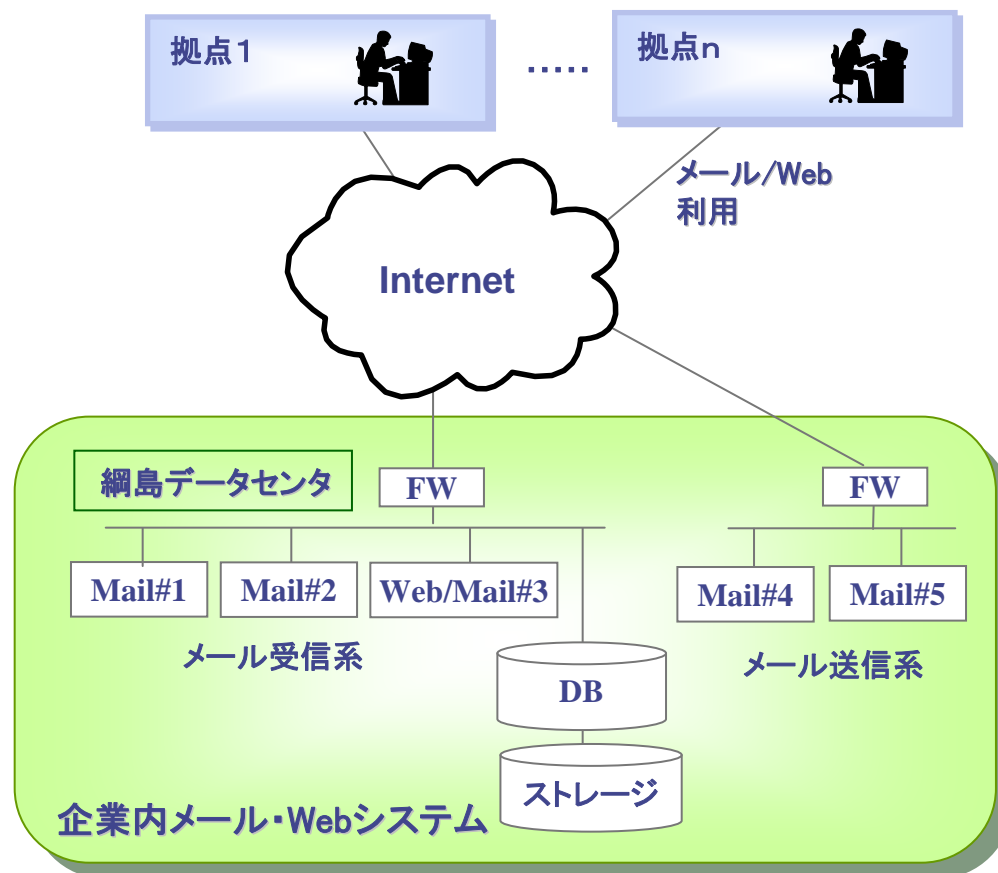 拠点1
・・・・・
拠点n
メール/Web
利用
Internet
綱島データセンタ
FW
FW
Mail#1
Mail#2
Web/Mail#3
Mail#4
Mail#5
メール受信系
メール送信系
DB
ストレージ
企業内メール・Webシステム